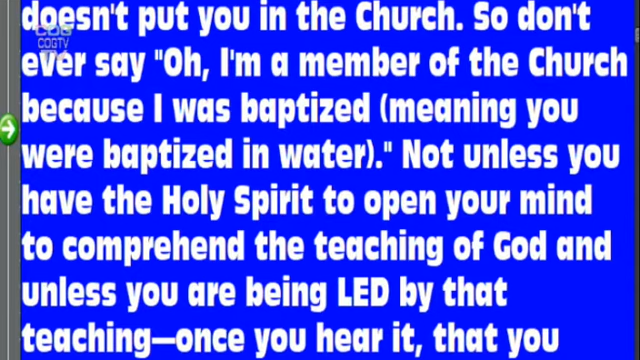 doesn't put you in the Church. So don't
COGTV
ever say "Oh, I'm a member of the Church
because I was baptized (meaning you
were baptized in water)." Not unless you
have the Holy Spirit to open your mind
to comprehend the teaching of God and
unless you are being LED by that
teaching—once you hear it, that you